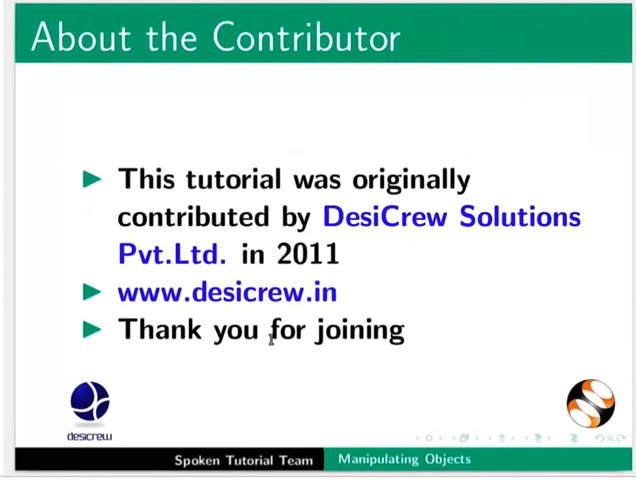 About the Contributor
This tutorial was originally
contributed by DesiCrew Solutions
Pvt.Ltd. in 2011
www.desicrew.in
Thank you for joining
desicrew
Spoken Tutorial Team
Manipulating Objects